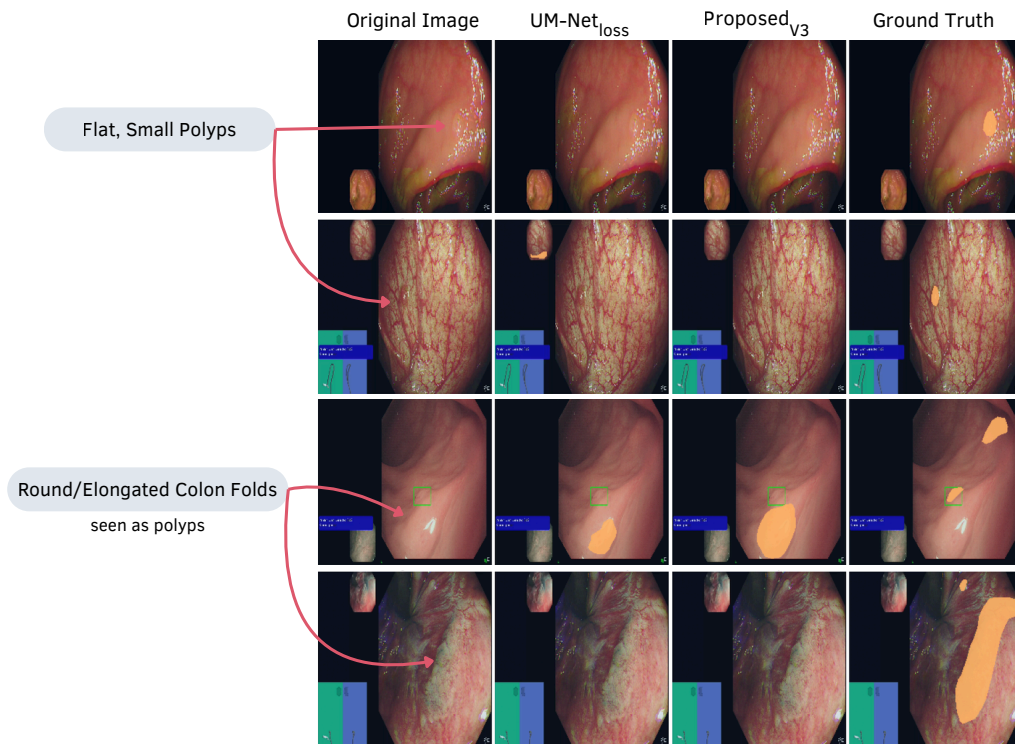 Original Image
UM-Net_loss
Proposed_V3
Ground Truth
Flat, Small Polyps
Round/Elongated Colon Folds
seen as polyps